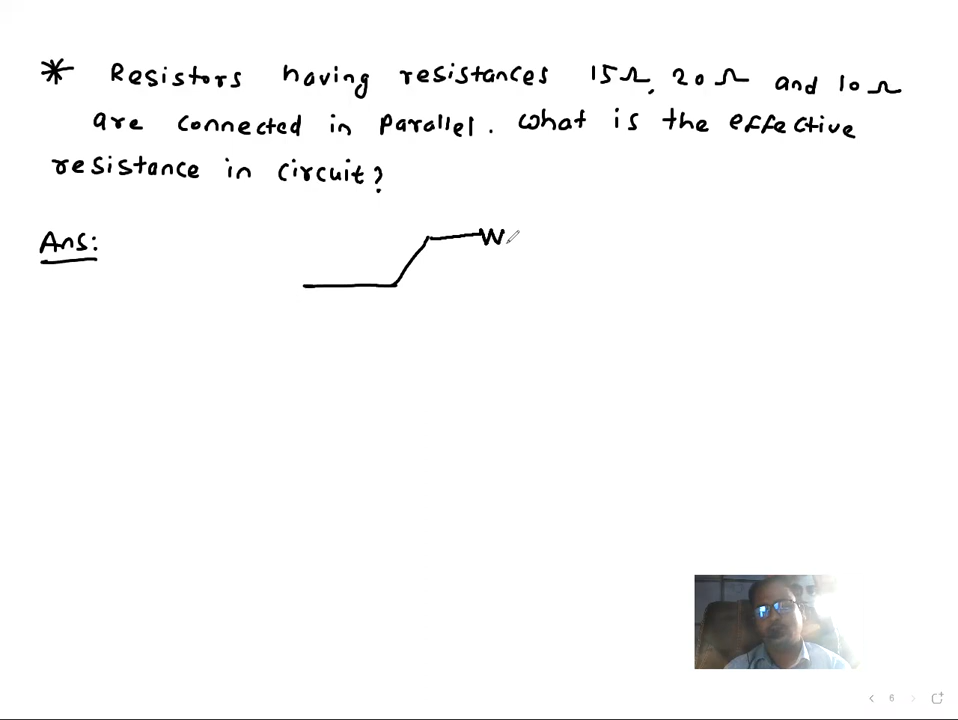 * Resistors having resistances 15Ω, 20Ω and 10Ω
are connected in parallel. What is the effective
resistance in circuit?
Ans:
6